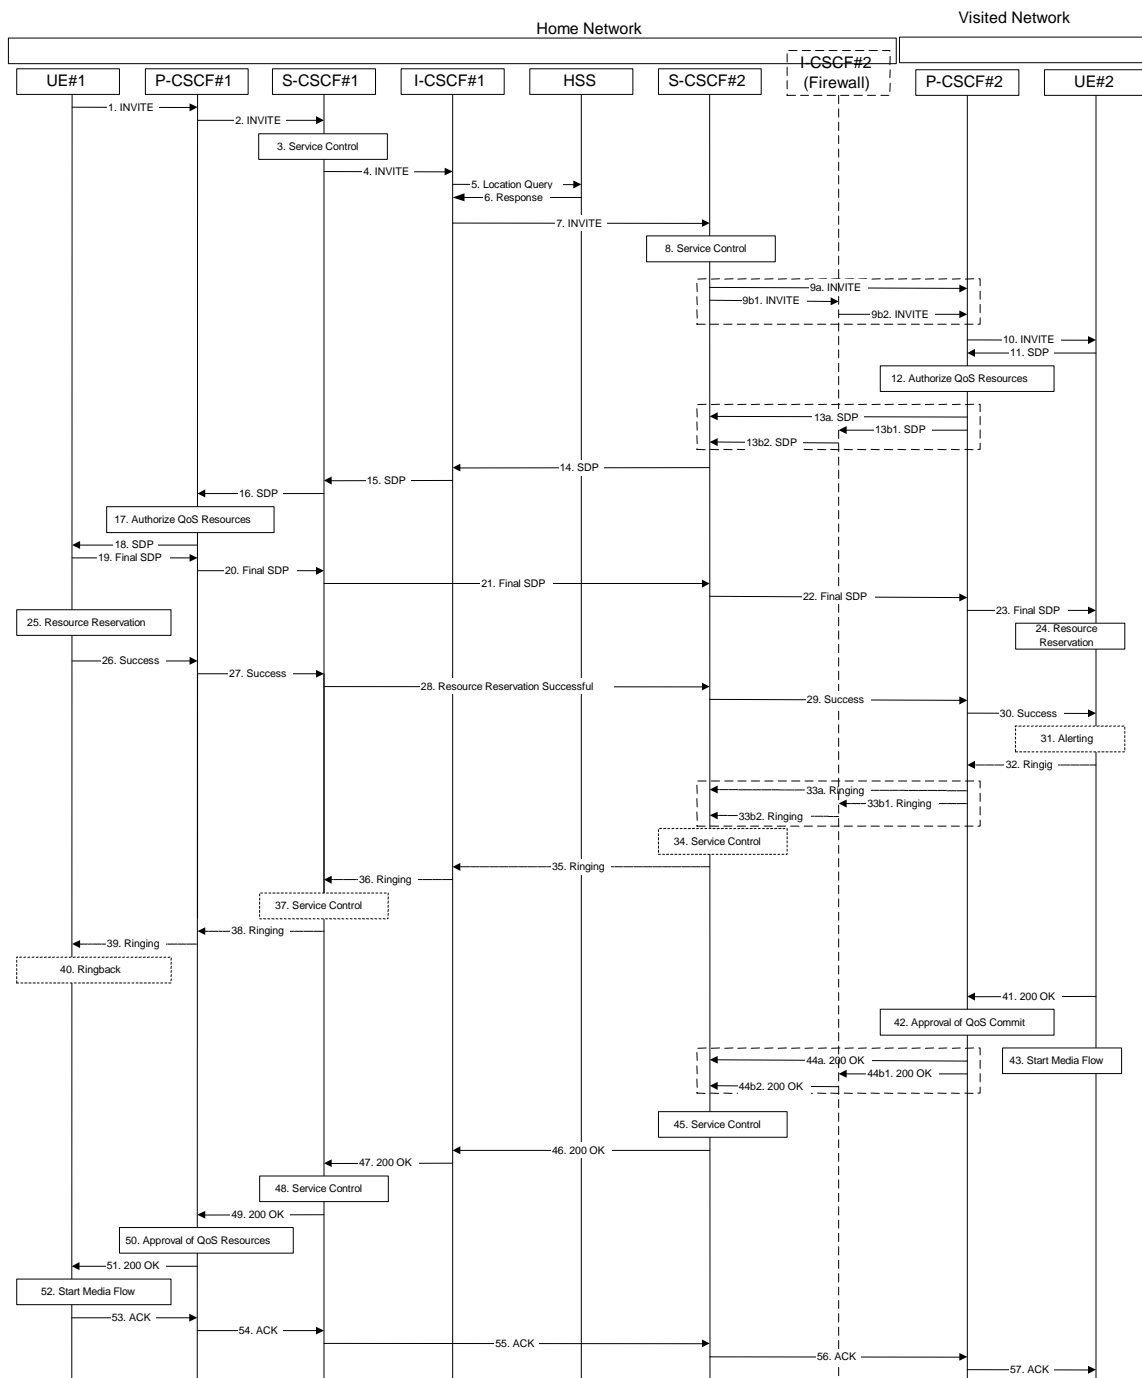 Home Network
Visited Network
UE#1
P-CSCF#1
S-CSCF#1
I-CSCF#1
HSS
S-CSCF#2
I-CSCF#2
(Firewall)
P-CSCF#2
UE#2
1. INVITE
2. INVITE
3. Service Control
4. INVITE
5. Location Query
6. Response
7. INVITE
8. Service Control
9a. INVITE
9b1. INVITE
9b2. INVITE
10. INVITE
11. SDP
12. Authorize QoS Resources
13a. SDP
13b1. SDP
13b2. SDP
14. SDP
15. SDP
16. SDP
17. Authorize QoS Resources
18. SDP
19. Final SDP
20. Final SDP
21. Final SDP
22. Final SDP
23. Final SDP
25. Resource Reservation
24. Resource
Reservation
26. Success
27. Success
28. Resource Reservation Successful
29. Success
30. Success
31. Alerting
32. Ringig
33a. Ringing
33b1. Ringing
33b2. Ringing
34. Service Control
35. Ringing
36. Ringing
37. Service Control
38. Ringing
39. Ringing
40. Ringback
41. 200 OK
42. Approval of QoS Commit
43. Start Media Flow
44a. 200 OK
44b1. 200 OK
44b2. 200 OK
45. Service Control
46. 200 OK
47. 200 OK
48. Service Control
49. 200 OK
50. Approval of QoS Resources
51. 200 OK
52. Start Media Flow
53. ACK
54. ACK
55. ACK
56. ACK
57. ACK